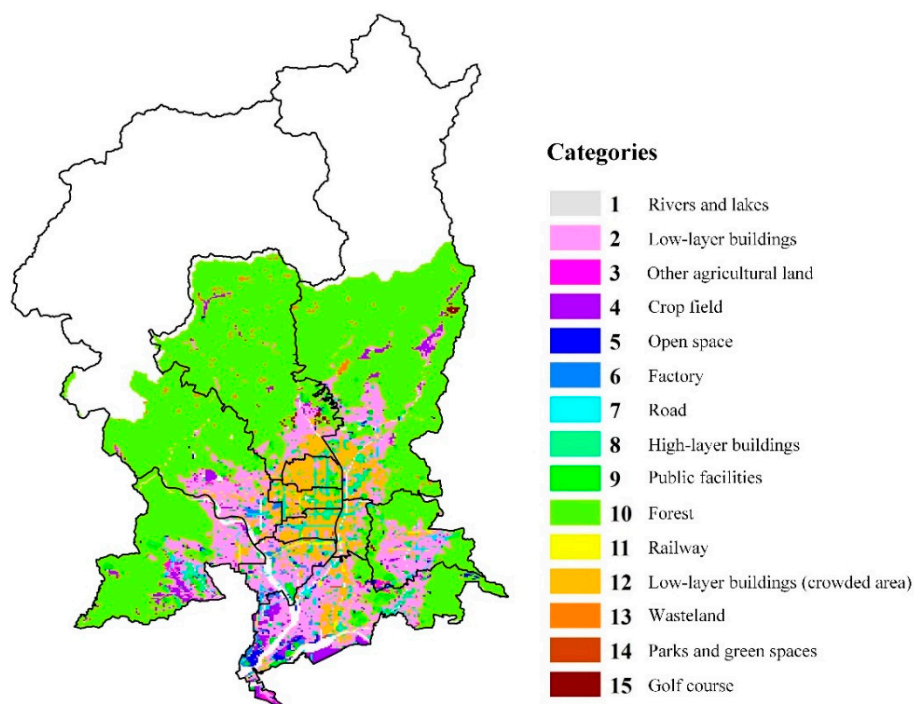 Categories
1 Rivers and lakes
2 Low-layer buildings
3 Other agricultural land
4 Crop field
5 Open space
6 Factory
7 Road
8 High-layer buildings
9 Public facilities
10 Forest
11 Railway
12 Low-layer buildings (crowded area)
13 Wasteland
14 Parks and green spaces
15 Golf course